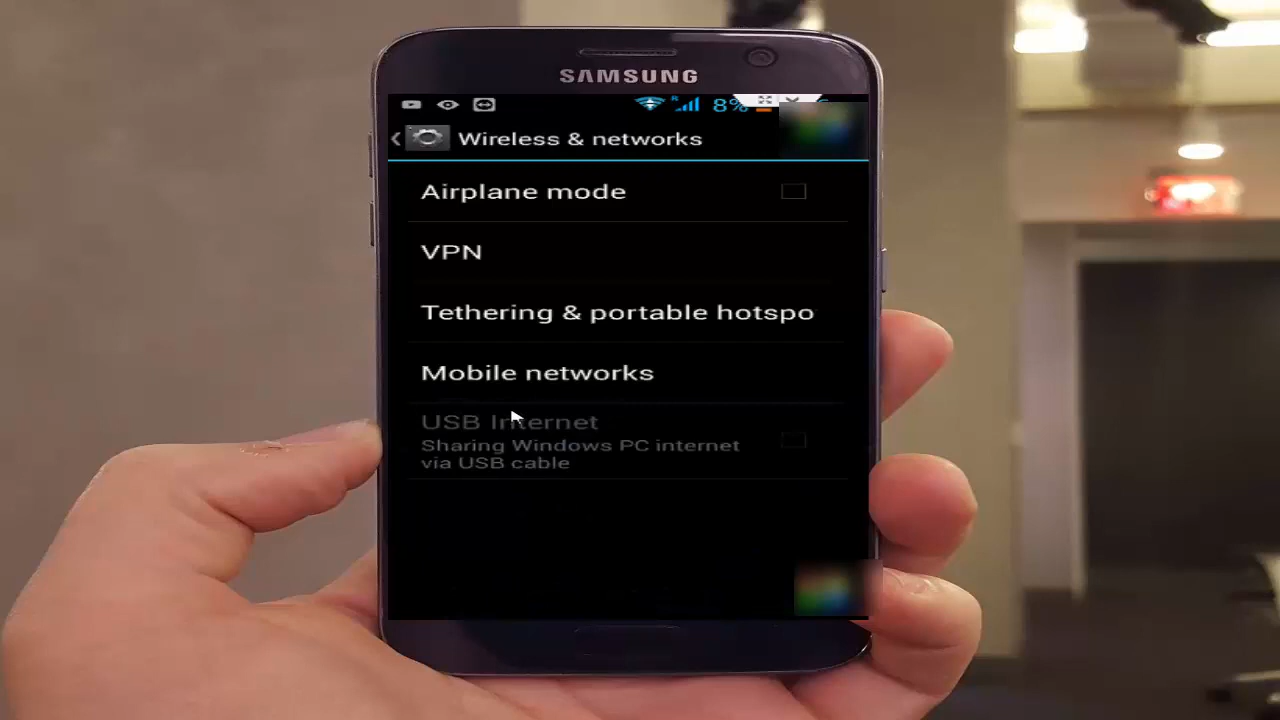 SAMSUNG
R 8%
Wireless & networks
Airplane mode
VPN
Tethering & portable hotspo
Mobile networks
USB Internet
Sharing Windows PC internet
via USB cable